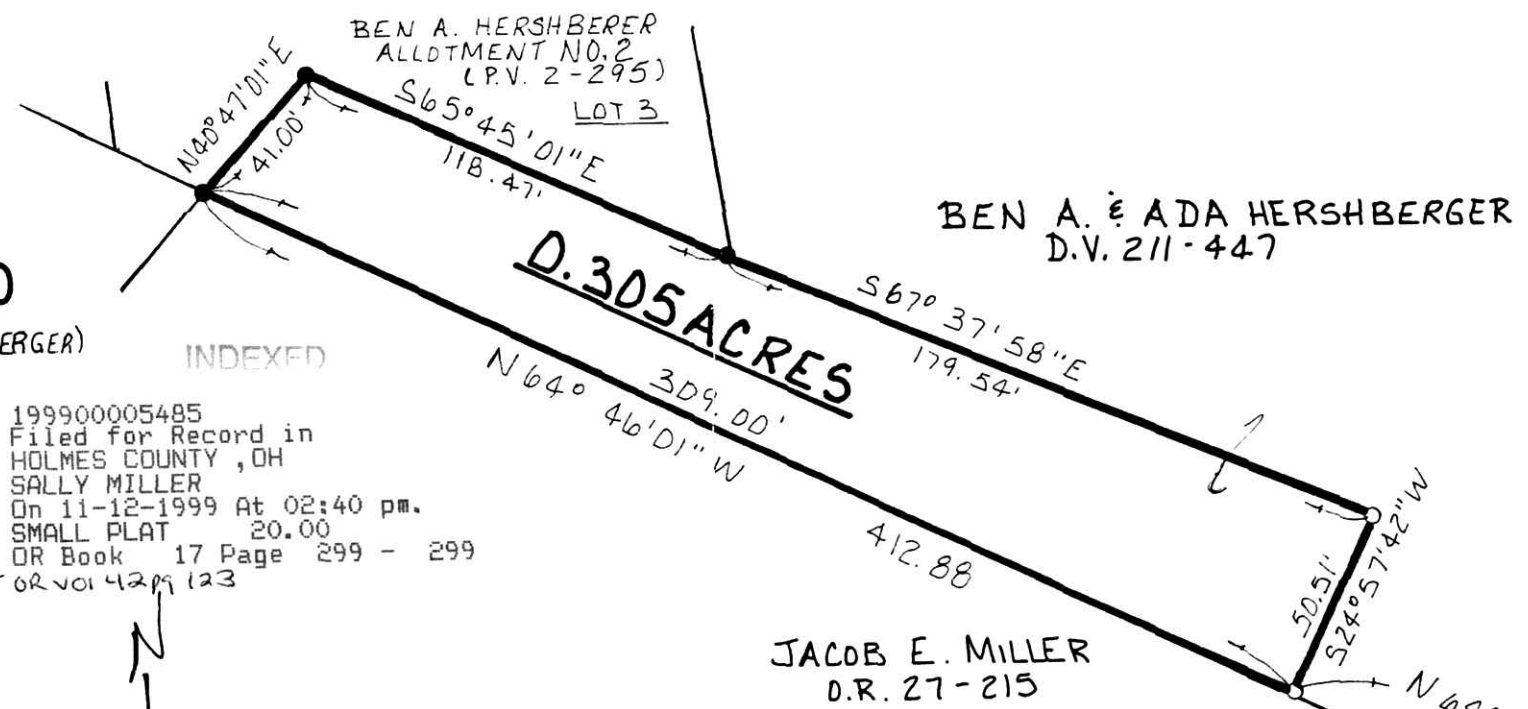 BEN A. HERSHBERER
ALLOTMENT NO. 2
(P.V. 2-295)
LOT 3
N40°47'01"E
41.00'
S65°45'01"E
118.47'
BEN A. & ADA HERSHBERGER
D.V. 211-447
0.305 ACRES
S67° 37' 58"E
179.54'
ERGER)
INDEXED
309.00'
N 64° 46'01" W
199900005485
Filed for Record in
HOLMES COUNTY ,OH
SALLY MILLER
On 11-12-1999 At 02:40 pm.
SMALL PLAT 20.00
OR Book 17 Page 299 - 299
OR VOl 42 pg 123
412.88
50.51'
S24°57'42"W
N
JACOB E. MILLER
O.R. 27-215
N